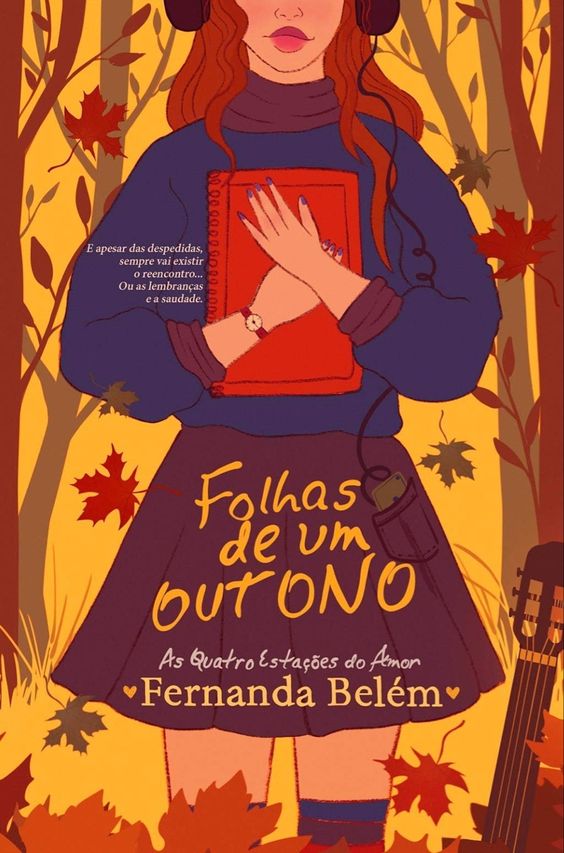 E apesar das despedidas,
sempre vai existir
o reencontro...
Ou as lembranças
e a saudade.
Folhas
de um
OUTONO
As Quatro Estações do Amor
Fernanda Belém